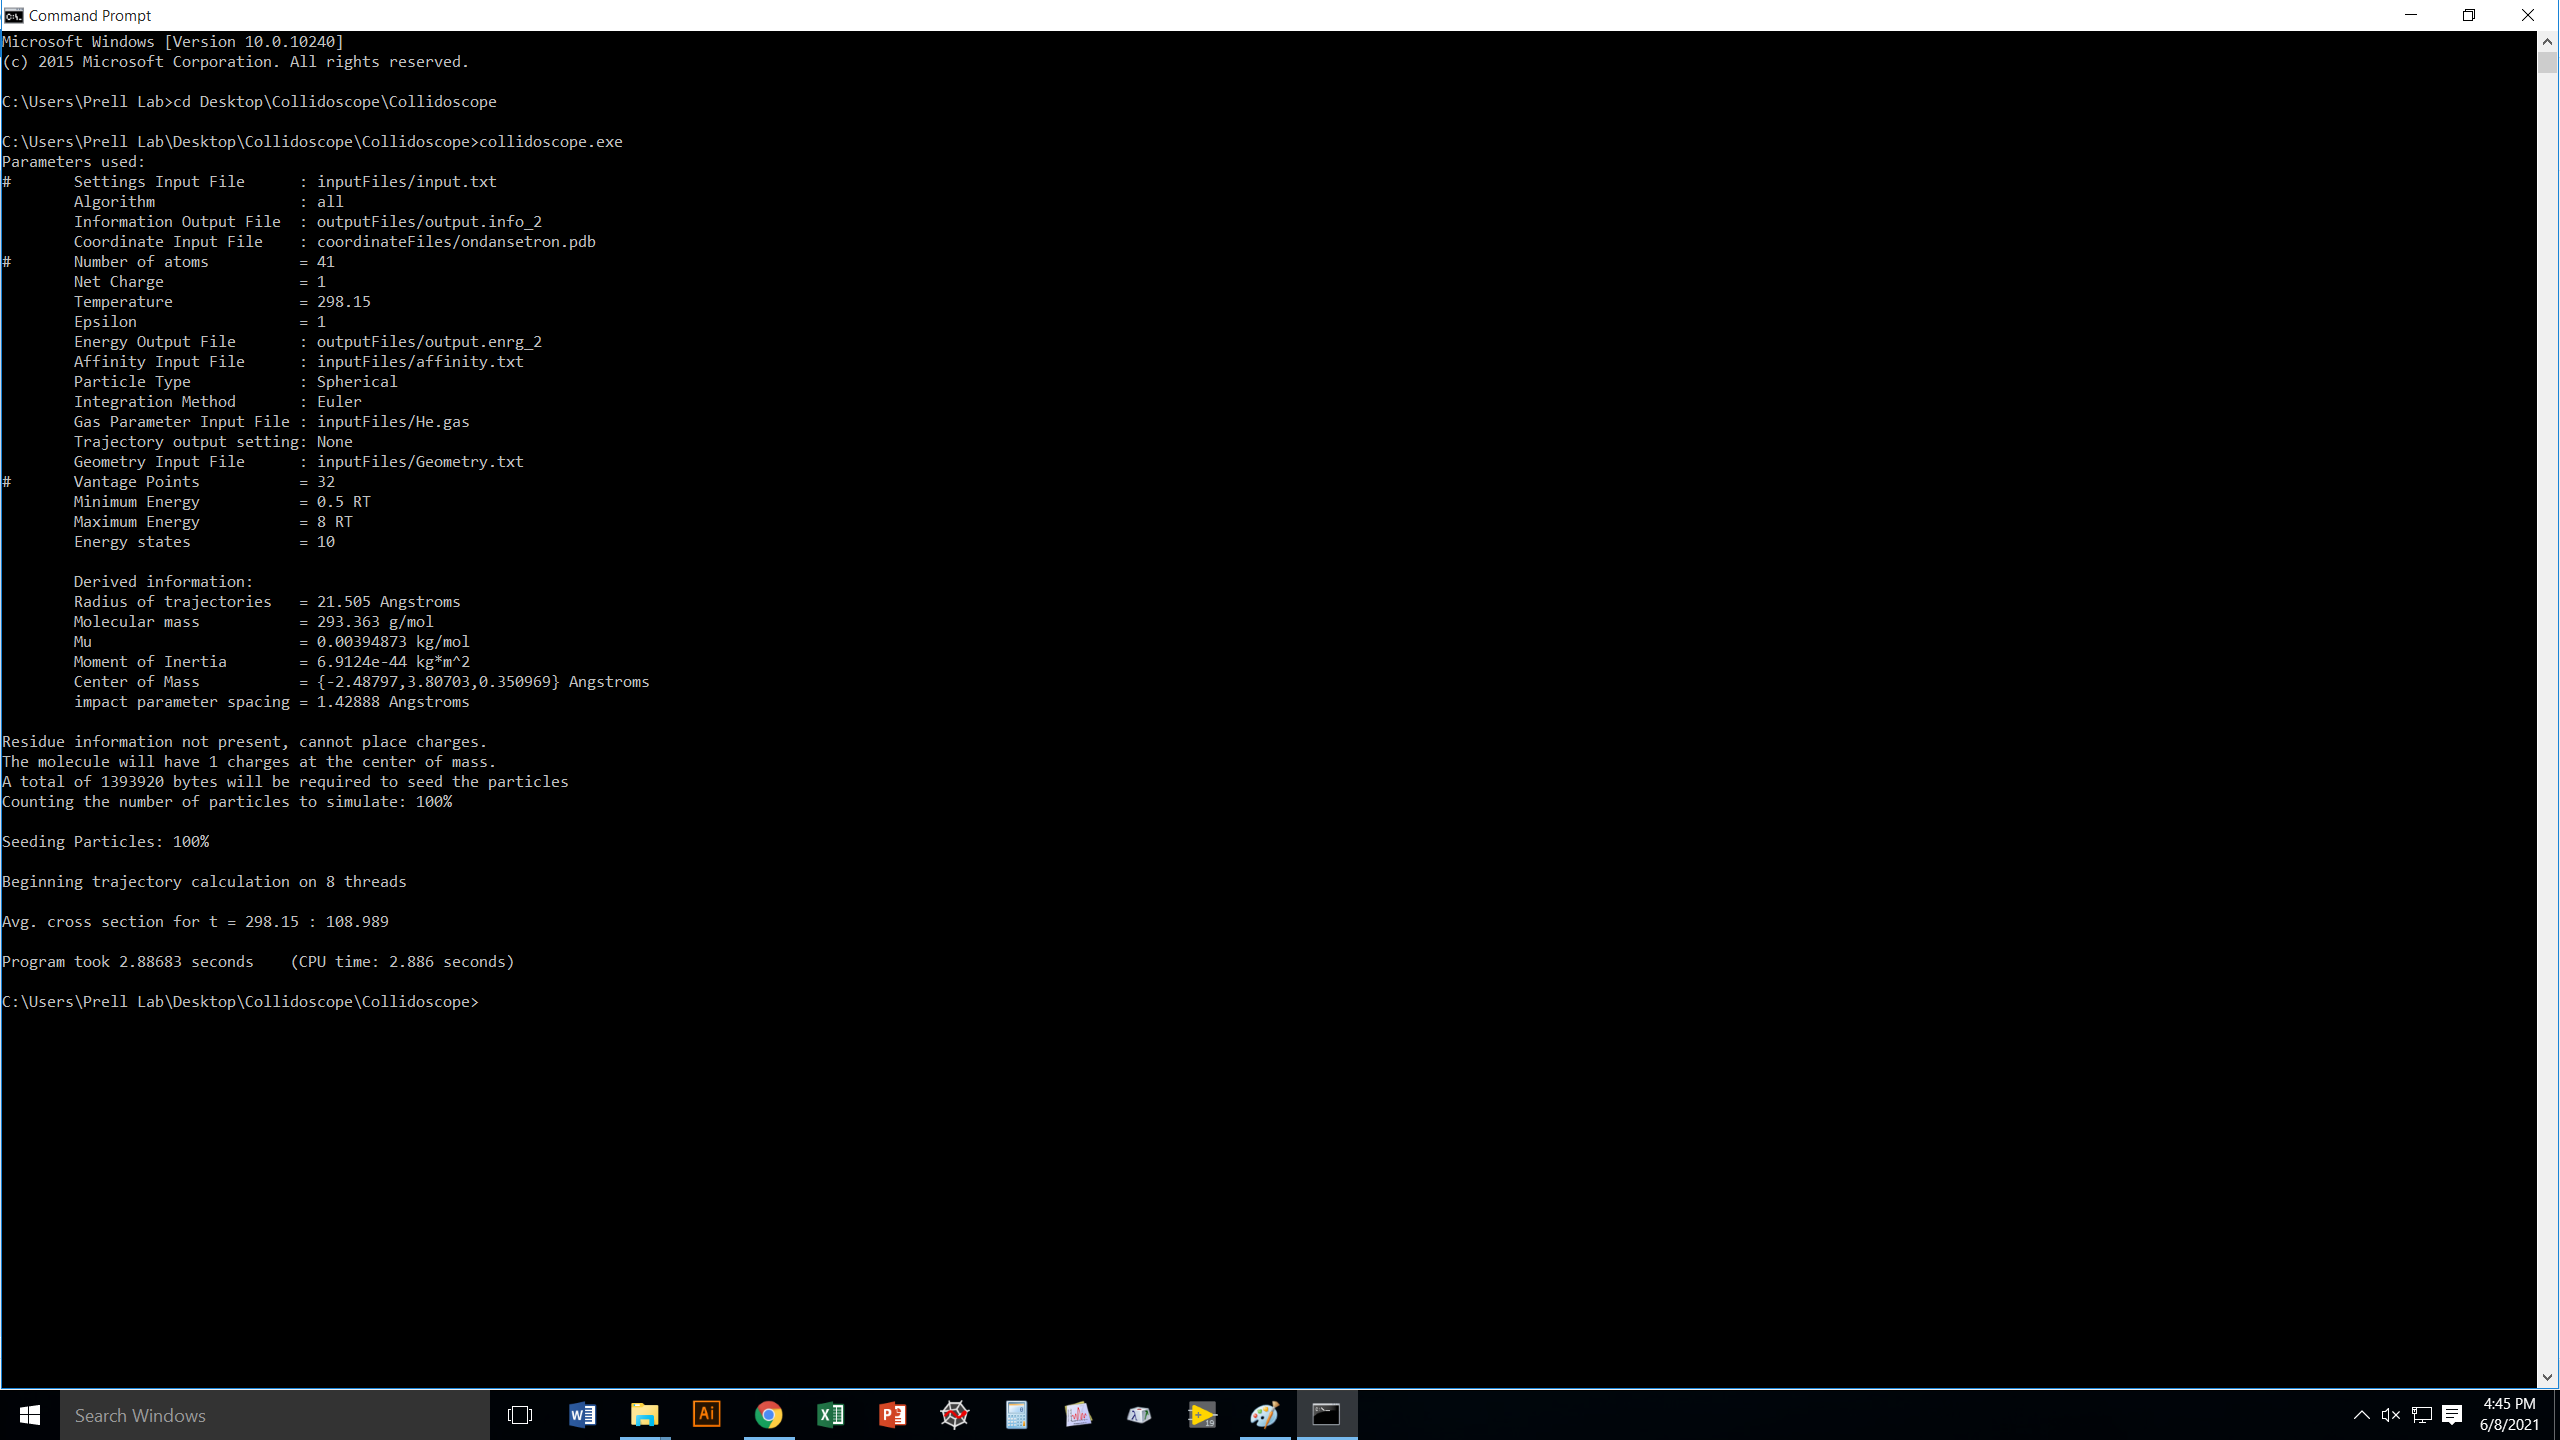 Command Prompt
Microsoft Windows [Version 10.0.10240]
(c) 2015 Microsoft Corporation. All rights reserved.
C:\Users\Prell Lab>cd Desktop\Collidoscope\Collidoscope
C:\Users\Prell Lab\Desktop\Collidoscope\Collidoscope>collidoscope.exe
Parameters used:
# Settings Input File : inputFiles/input.txt
Algorithm : all
Information Output File : outputFiles/output.info_2
Coordinate Input File : coordinateFiles/ondansetron.pdb
# Number of atoms = 41
Net Charge = 1
Temperature = 298.15
Epsilon = 1
Energy Output File : outputFiles/output.enrg_2
Affinity Input File : inputFiles/affinity.txt
Particle Type : Spherical
Integration Method : Euler
Gas Parameter Input File : inputFiles/He.gas
Trajectory output setting: None
Geometry Input File : inputFiles/Geometry.txt
# Vantage Points = 32
Minimum Energy = 0.5 RT
Maximum Energy = 8 RT
Energy states = 10
Derived information:
Radius of trajectories = 21.505 Angstroms
Molecular mass = 293.363 g/mol
Mu = 0.00394873 kg/mol
Moment of Inertia = 6.9124e-44 kg*m^2
Center of Mass = {-2.48797,3.80703,0.350969} Angstroms
impact parameter spacing = 1.42888 Angstroms
Residue information not present, cannot place charges.
The molecule will have 1 charges at the center of mass.
A total of 1393920 bytes will be required to seed the particles
Counting the number of particles to simulate: 100%
Seeding Particles: 100%
Beginning trajectory calculation on 8 threads
Avg. cross section for t = 298.15 : 108.989
Program took 2.88683 seconds (CPU time: 2.886 seconds)
C:\Users\Prell Lab\Desktop\Collidoscope\Collidoscope>
Search Windows
Ai
4:45 PM
6/8/2021